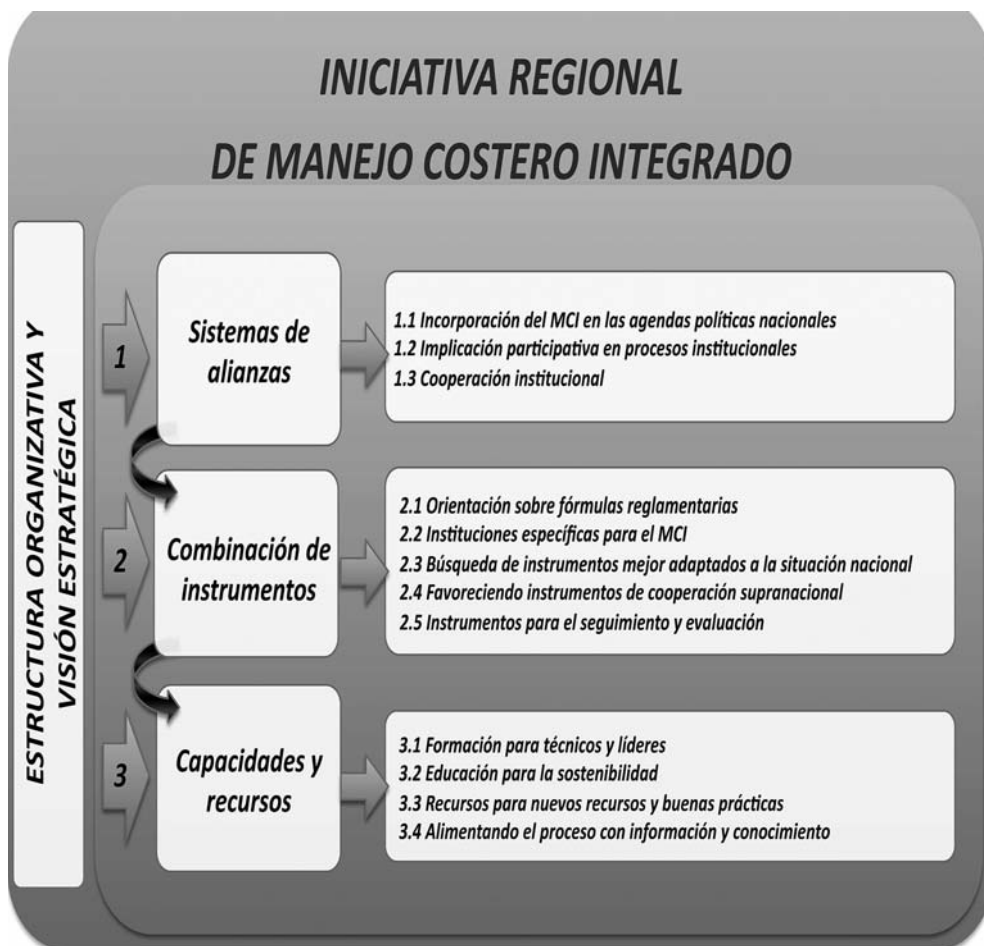 INICIATIVA REGIONAL
DE MANEJO COSTERO INTEGRADO
ESTRUCTURA ORGANIZATIVA Y
VISIÓN ESTRATÉGICA
1
Sistemas de
alianzas
1.1 Incorporación del MCI en las agendas políticas nacionales
1.2 Implicación participativa en procesos institucionales
1.3 Cooperación institucional
2
Combinación de
instrumentos
2.1 Orientación sobre fórmulas reglamentarias
2.2 Instituciones específicas para el MCI
2.3 Búsqueda de instrumentos mejor adaptados a la situación nacional
2.4 Favoreciendo instrumentos de cooperación supranacional
2.5 Instrumentos para el seguimiento y evaluación
3
Capacidades y
recursos
3.1 Formación para técnicos y líderes
3.2 Educación para la sostenibilidad
3.3 Recursos para nuevos recursos y buenas prácticas
3.4 Alimentando el proceso con información y conocimiento